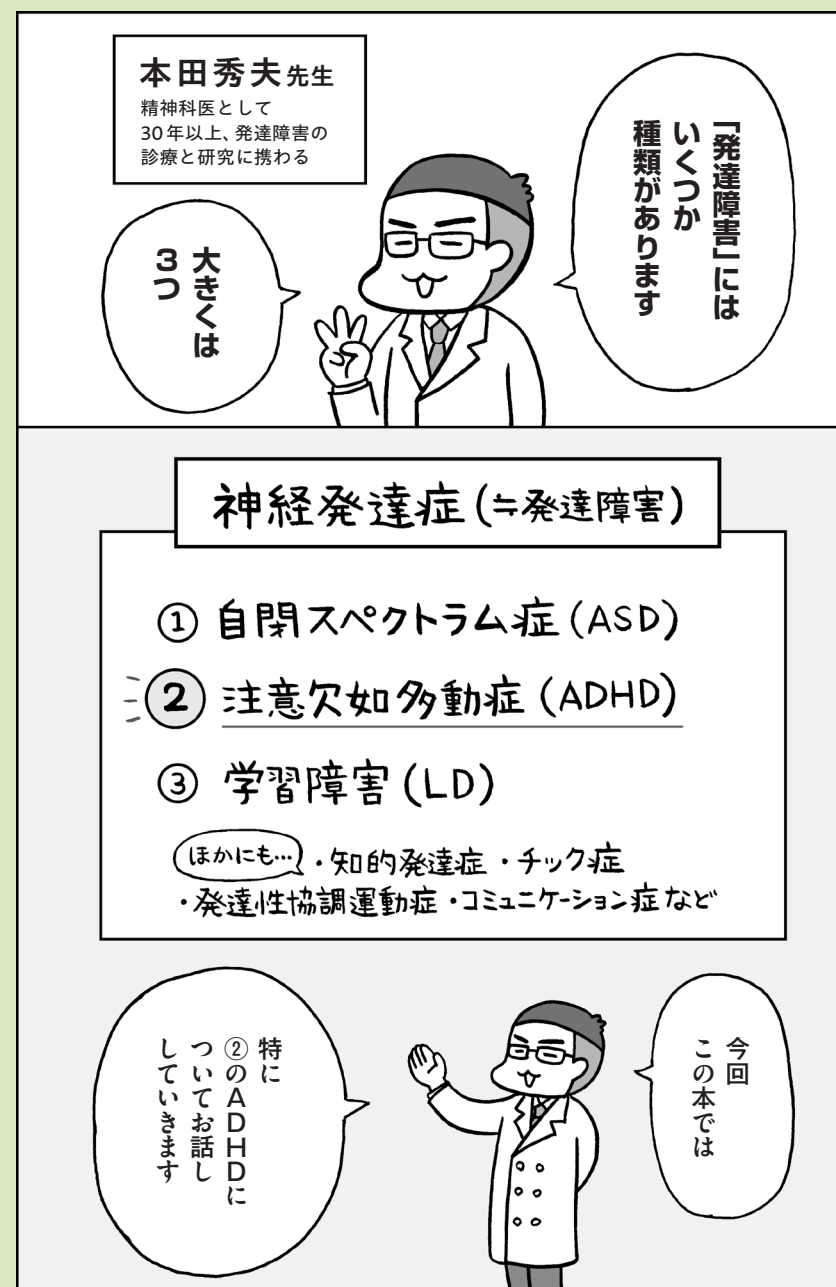 「発達障害」には
いくつか
種類があります
本田秀夫先生
精神科医として
30年以上、発達障害の
診療と研究に携わる
大きくは
3つ
神経発達症(≒発達障害)
① 自閉スペクトラム症(ASD)
② 注意欠如多動症(ADHD)
③ 学習障害(LD)
ほかにも… ・知的発達症 ・チック症
・発達性協調運動症 ・コミュニケーション症など
今回
この本では
特に
②のADHDに
ついてお話し
していきます